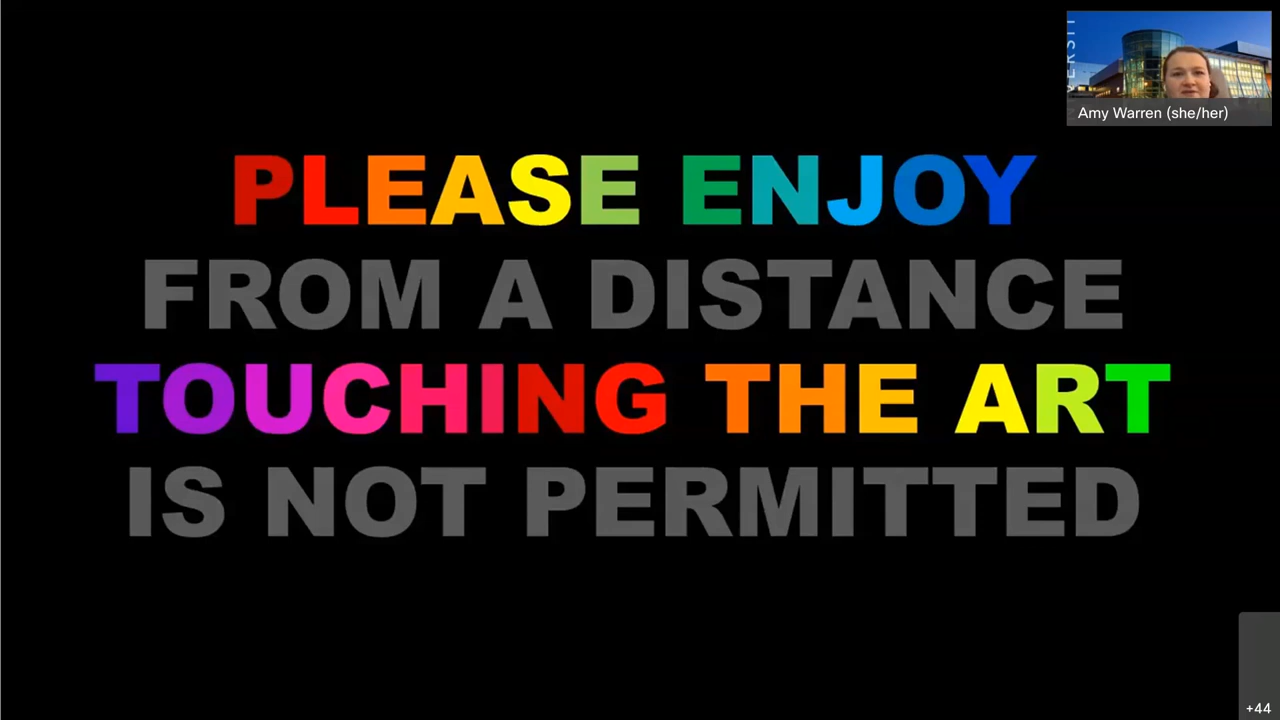 PLEASE ENJOY
FROM A DISTANCE
TOUCHING THE ART
IS NOT PERMITTED
Amy Warren (she/her)
+44